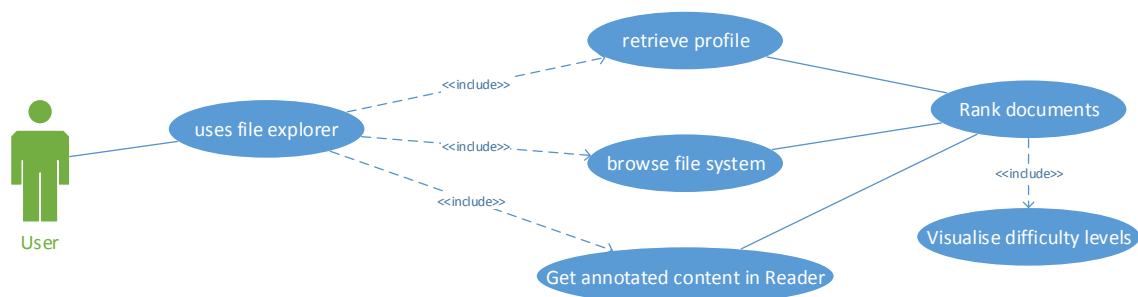 retrieve profile
<<include>>
Rank documents
uses file explorer
<<include>>
browse file system
<<include>>
<<include>>
User
Visualise difficulty levels
Get annotated content in Reader